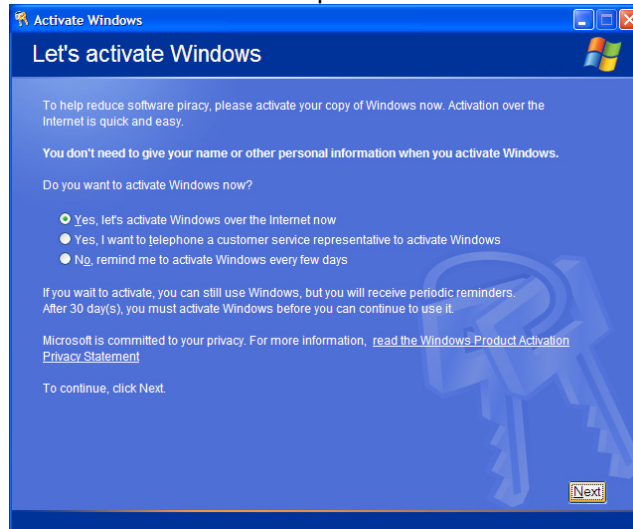 Activate Windows
Let's activate Windows
To help reduce software piracy, please activate your copy of Windows now. Activation over the
Internet is quick and easy.
You don't need to give your name or other personal information when you activate Windows.
Do you want to activate Windows now?
Yes, let's activate Windows over the Internet now
Yes, I want to telephone a customer service representative to activate Windows
No, remind me to activate Windows every few days
If you wait to activate, you can still use Windows, but you will receive periodic reminders.
After 30 day(s), you must activate Windows before you can continue to use it.
Microsoft is committed to your privacy. For more information, read the Windows Product Activation
Privacy Statement
To continue, click Next.
Next